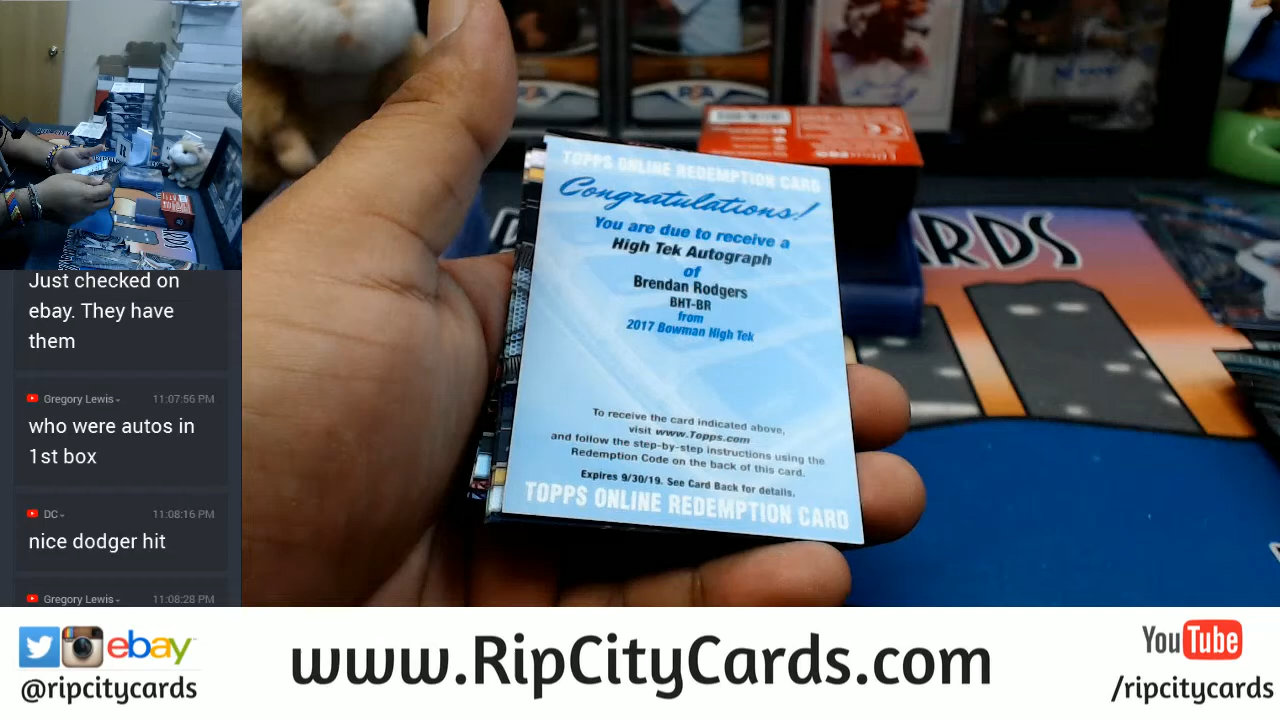 Just checked on
ebay. They have
them
Gregory Lewis
11:07:56 PM
who were autos in
1st box
DC
11:08:16 PM
nice dodger hit
Gregory Lewis
11:08:28 PM
TOPPS ONLINE REDEMPTION CARD
Congratulations!
You are due to receive a
High Tek Autograph
of
Brendan Rodgers
BHT-BR
from
2017 Bowman High Tek
To receive the card indicated above,
visit www.Topps.com
and follow the step-by-step instructions using the
Redemption Code on the back of this card.
Expires 9/30/19. See Card Back for details.
TOPPS ONLINE REDEMPTION CARD
ARDS
ebay
@ripcitycards
www.RipCityCards.com
YouTube
/ripcitycards